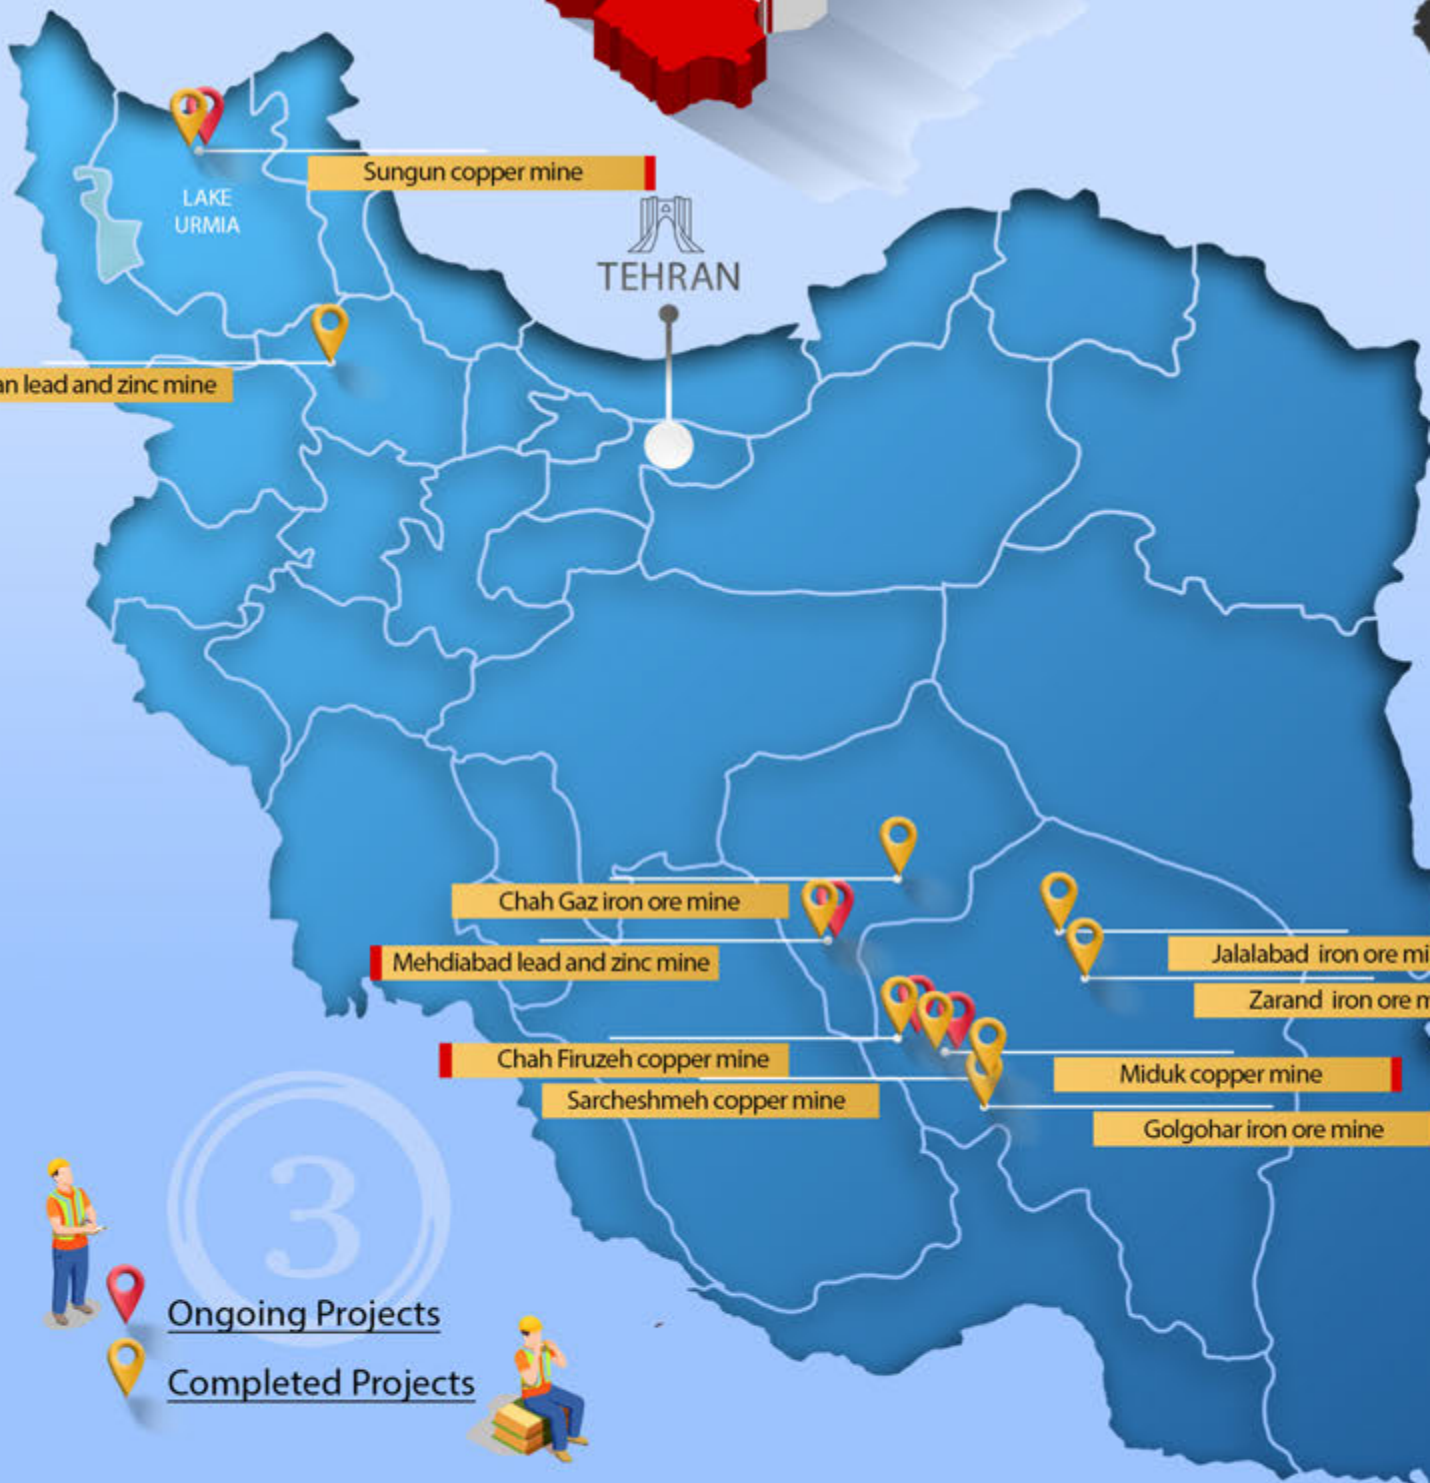 Sungun copper mine
LAKE
URMIA
TEHRAN
lead and zinc mine
Chah Gaz iron ore mine
Mehdiabad lead and zinc mine
Jalalabad iron ore
Zarand iron ore
Chah Firuzeh copper mine
Miduk copper mine
Sarcheshmeh copper mine
Golgohar iron ore mine
3
Ongoing Projects
Completed Projects